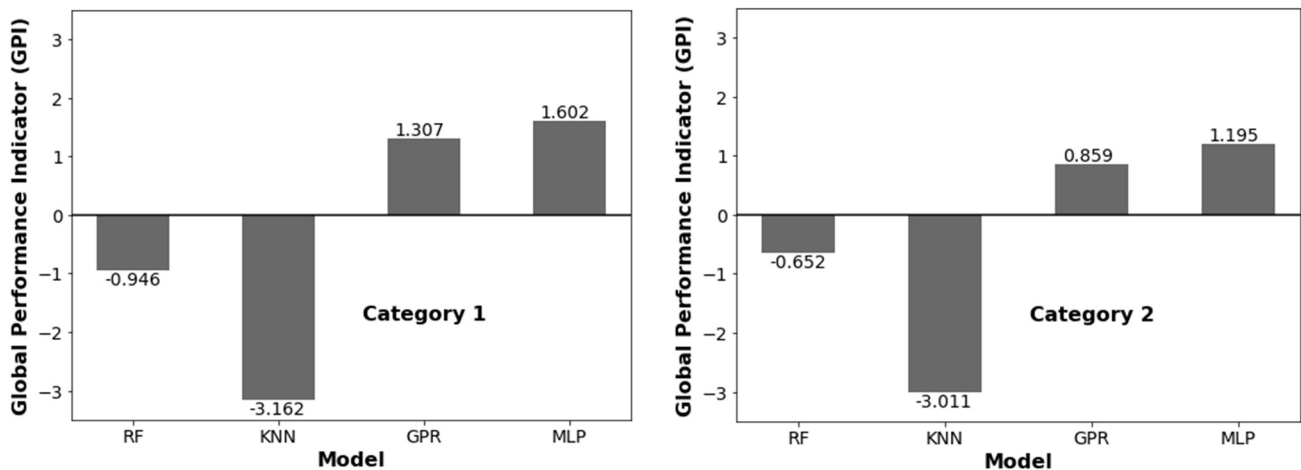 Global Performance Indicator (GPI)
3
2
1
0
−1
−2
−3
-0.946
-3.162
1.307
1.602
Category 1
RF
KNN
GPR
MLP
Model
Global Performance Indicator (GPI)
3
2
1
0
−1
−2
−3
-0.652
-3.011
0.859
1.195
Category 2
RF
KNN
GPR
MLP
Model